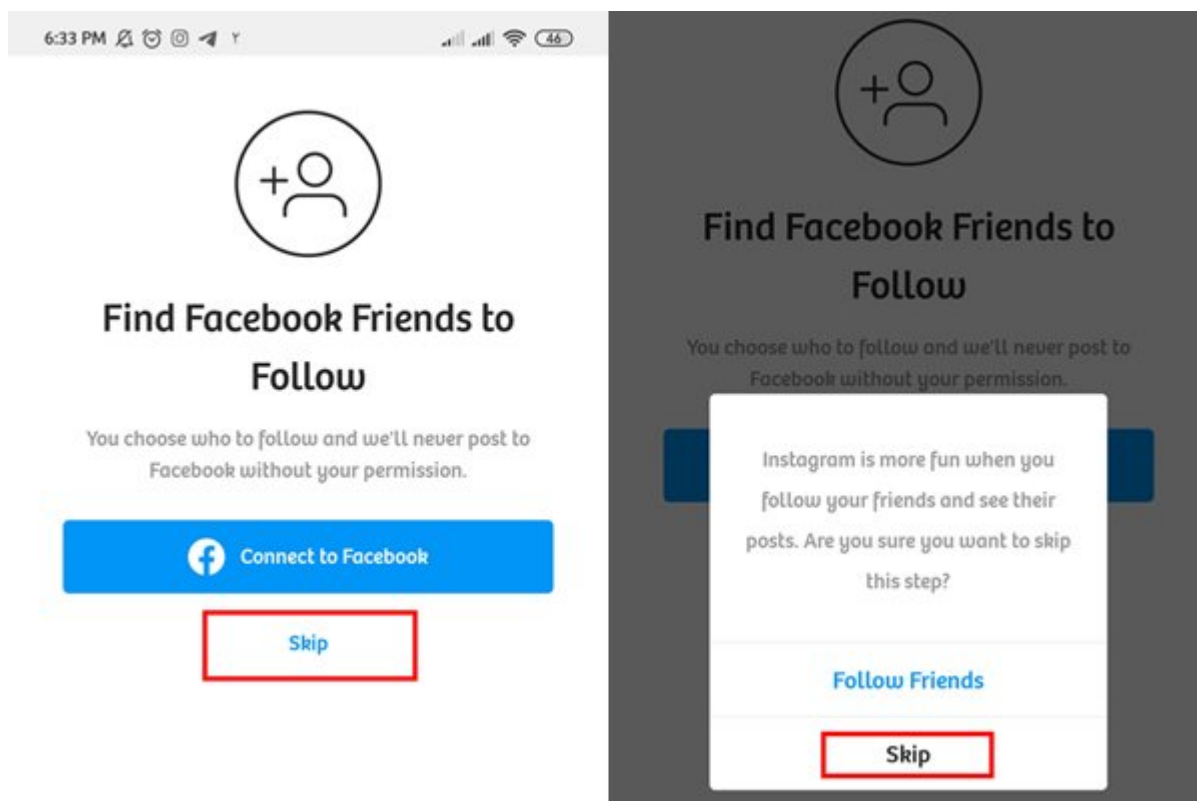 6:33 PM ۲ 46
Find Facebook Friends to
Follow
You choose who to follow and we'll never post to
Facebook without your permission.
Connect to Facebook
Skip
Find Facebook Friends to
Follow
You choose who to follow and we'll never post to
Facebook without your permission.
Instagram is more fun when you
follow your friends and see their
posts. Are you sure you want to skip
this step?
Follow Friends
Skip